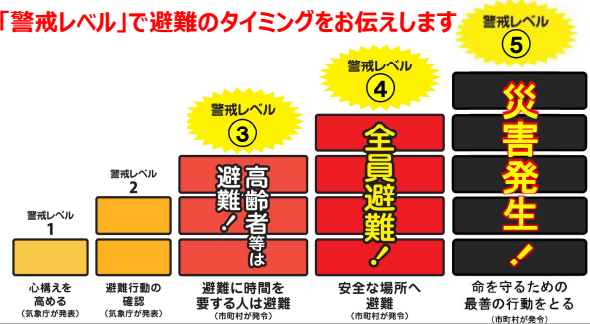 「警戒レベル」で避難のタイミングをお伝えします
警戒レベル
1
心構えを
高める
(気象庁が発表)
警戒レベル
2
避難行動の
確認
(気象庁が発表)
警戒レベル
③
高齢者等は
避難!
避難に時間を
要する人は避難
(市町村が発令)
警戒レベル
④
全員避難!
安全な場所へ
避難
(市町村が発令)
警戒レベル
⑤
災害発生!
命を守るための
最善の行動をとる
(市町村が発令)